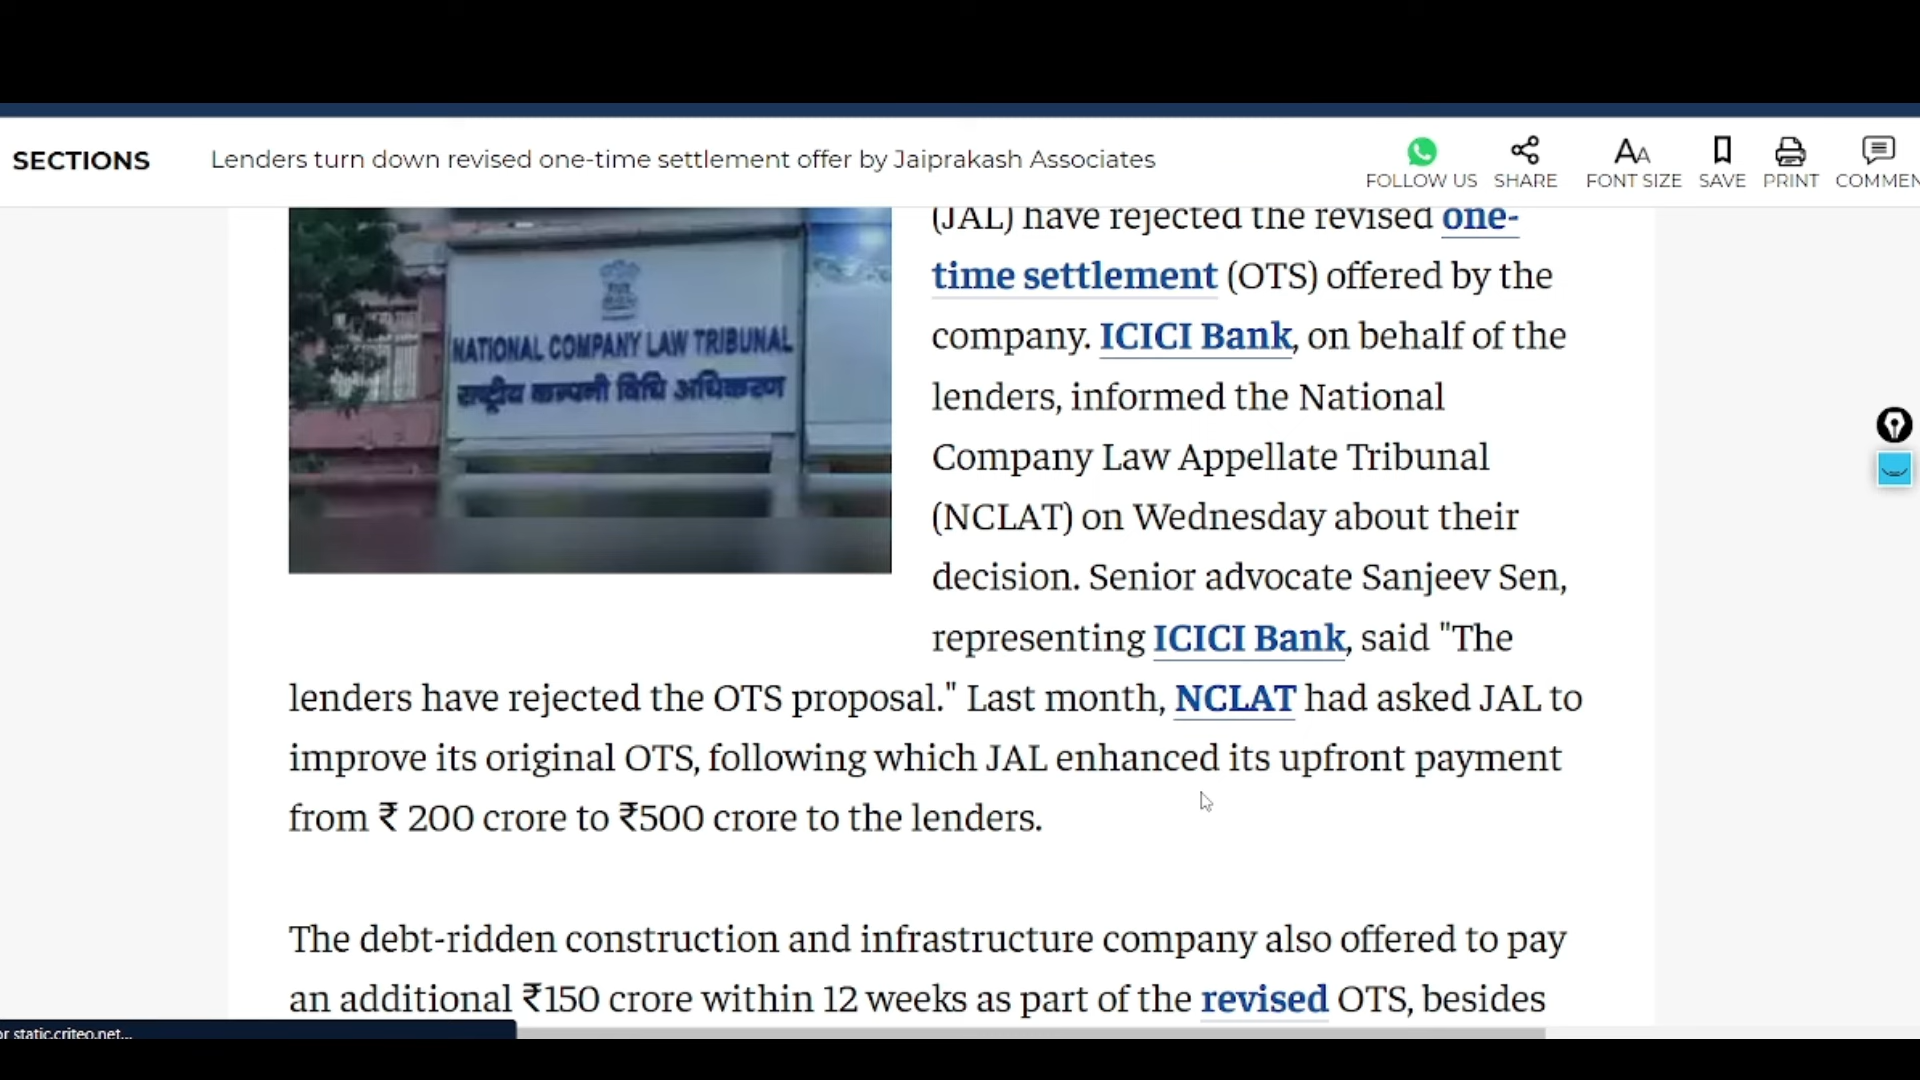 SECTIONS
Lenders turn down revised one-time settlement offer by Jaiprakash Associates
FOLLOW US
SHARE
FONT SIZE
SAVE
PRINT
COMMEN
NATIONAL COMPANY LAW TRIBUNAL
राष्ट्रीय कम्पनी विधि अधिकरण
(JAL) have rejected the revised one-
time settlement (OTS) offered by the
company. ICICI Bank, on behalf of the
lenders, informed the National
Company Law Appellate Tribunal
(NCLAT) on Wednesday about their
decision. Senior advocate Sanjeev Sen,
representing ICICI Bank, said "The
lenders have rejected the OTS proposal." Last month, NCLAT had asked JAL to
improve its original OTS, following which JAL enhanced its upfront payment
from ₹ 200 crore to ₹500 crore to the lenders.
The debt-ridden construction and infrastructure company also offered to pay
an additional ₹150 crore within 12 weeks as part of the revised OTS, besides
or static.criteo.net...